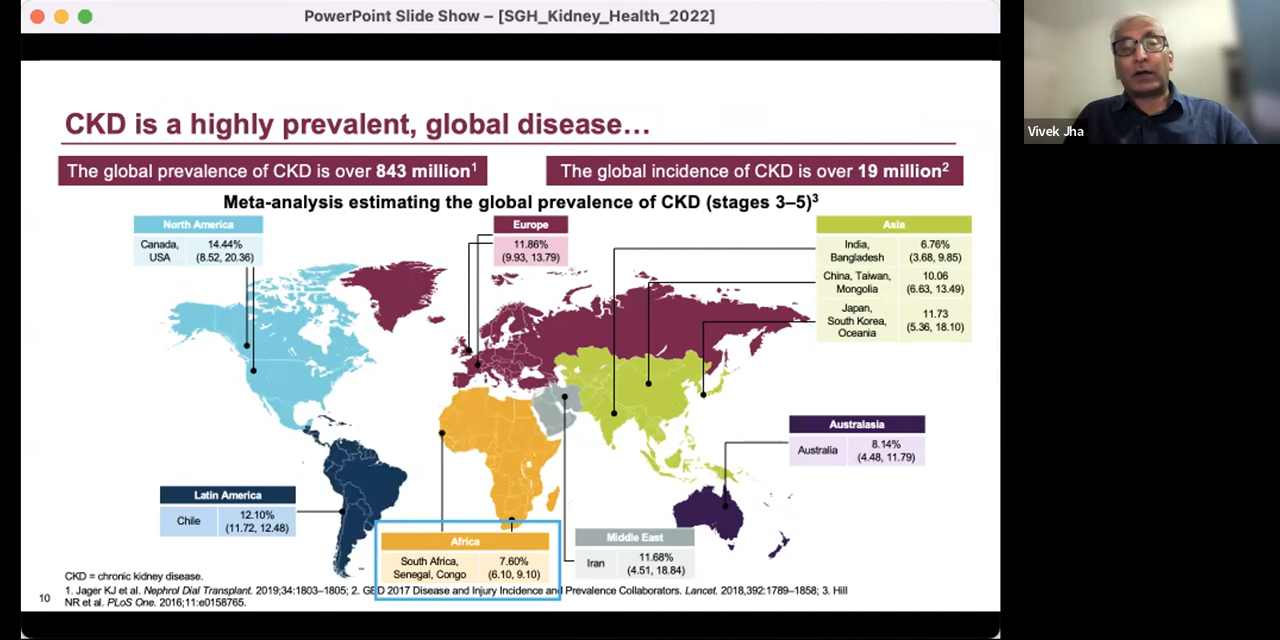 PowerPoint Slide Show – [SGH_Kidney_Health_2022]
Vivek Jha
CKD is a highly prevalent, global disease…
The global prevalence of CKD is over 843 million1
The global incidence of CKD is over 19 million2
Meta-analysis estimating the global prevalence of CKD (stages 3–5)3
North America
Canada, USA
14.44%
(8.52, 20.36)
Europe
11.86%
(9.93, 13.79)
Asia
India, Bangladesh
6.76%
(3.68, 9.85)
China, Taiwan, Mongolia
10.06
(6.63, 13.49)
Japan, South Korea, Oceania
11.73
(5.36, 18.10)
Australasia
Australia
8.14%
(4.48, 11.79)
Latin America
Chile
12.10%
(11.72, 12.48)
Africa
South Africa, Senegal, Congo
7.60%
(6.10, 9.10)
Middle East
Iran
11.68%
(4.51, 18.84)
CKD = chronic kidney disease.
1. Jager KJ et al. Nephrol Dial Transplant. 2019;34:1803–1805; 2. GBD 2017 Disease and Injury Incidence and Prevalence Collaborators. Lancet. 2018,392:1789–1858; 3. Hill
NR et al. PLoS One. 2016;11:e0158765.
10